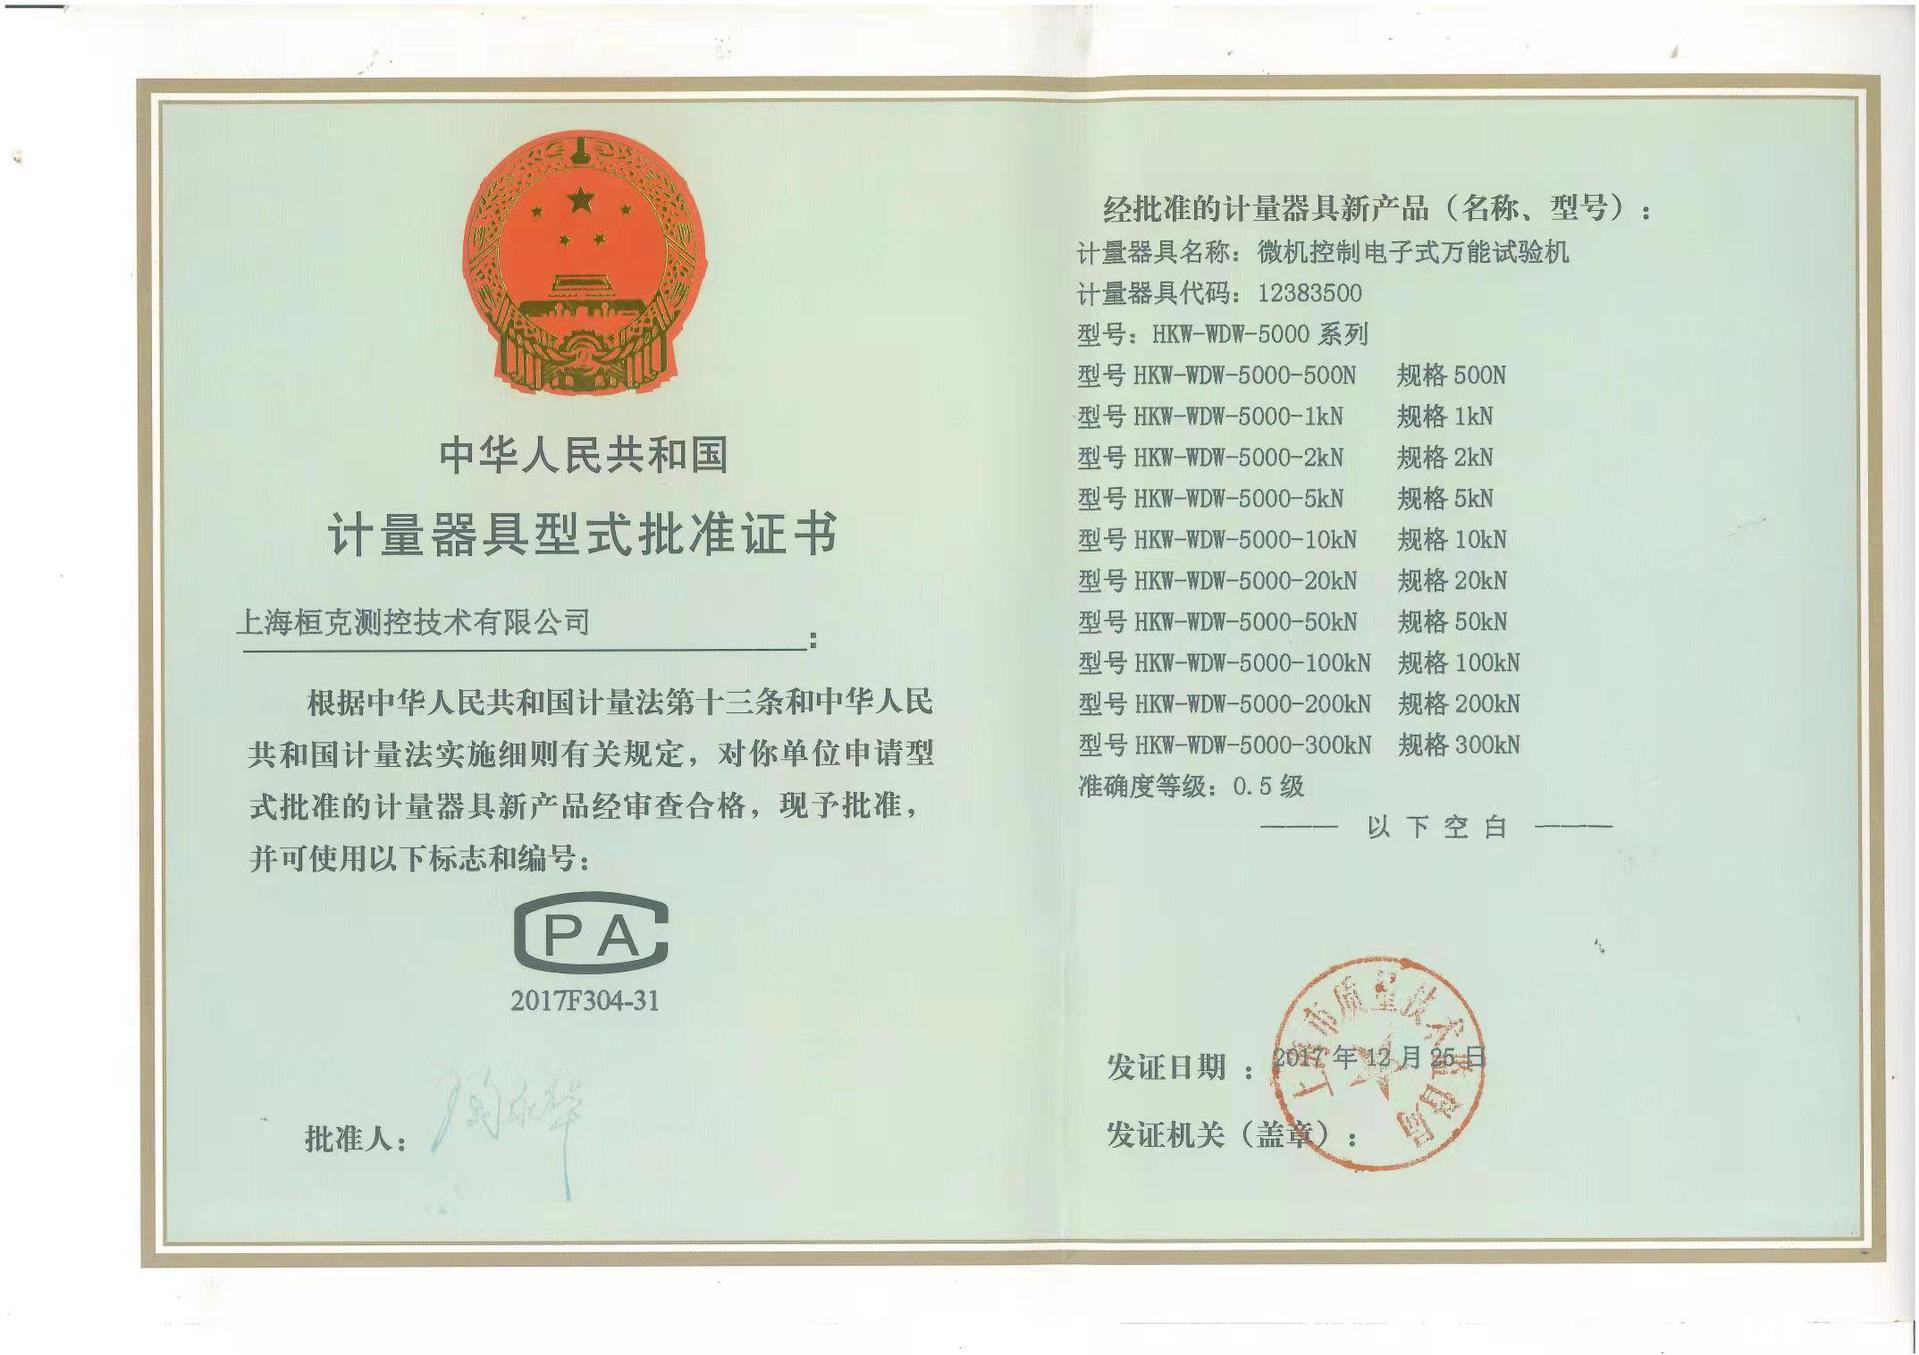 中华人民共和国
计量器具型式批准证书
上海桓克测控技术有限公司：
根据中华人民共和国计量法第十三条和中华人民
共和国计量法实施细则有关规定，对你单位申请型
式批准的计量器具新产品经审查合格，现予批准，
并可使用以下标志和编号：
CPA
2017F304-31
批准人：
经批准的计量器具新产品（名称、型号）：
计量器具名称：微机控制电子式万能试验机
计量器具代码：12383500
型号：HKW-WDW-5000 系列
型号 HKW-WDW-5000-500N 规格 500N
型号 HKW-WDW-5000-1kN 规格 1kN
型号 HKW-WDW-5000-2kN 规格 2kN
型号 HKW-WDW-5000-5kN 规格 5kN
型号 HKW-WDW-5000-10kN 规格 10kN
型号 HKW-WDW-5000-20kN 规格 20kN
型号 HKW-WDW-5000-50kN 规格 50kN
型号 HKW-WDW-5000-100kN 规格 100kN
型号 HKW-WDW-5000-200kN 规格 200kN
型号 HKW-WDW-5000-300kN 规格 300kN
准确度等级：0.5 级
—— 以下空白 ——
发证日期：2017 年 12 月 25 日
发证机关（盖章）：
上海市质量技术监督局